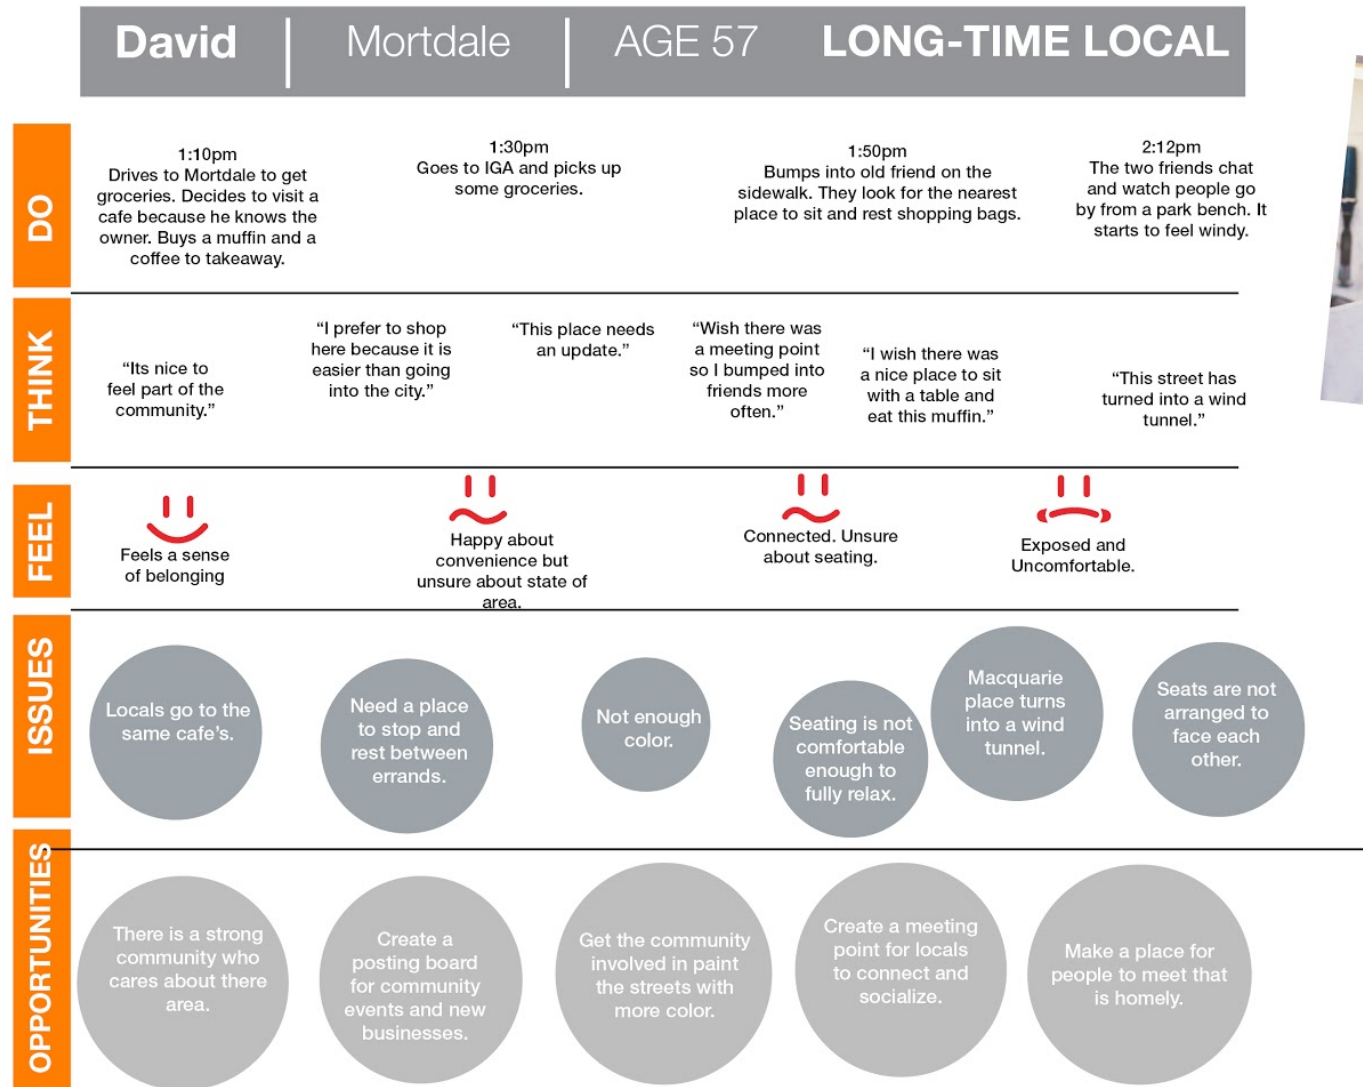 David
Mortdale
AGE 57
LONG-TIME LOCAL
DO
1:10pm
Drives to Mortdale to get
groceries. Decides to visit a
cafe because he knows the
owner. Buys a muffin and a
coffee to takeaway.
1:30pm
Goes to IGA and picks up
some groceries.
1:50pm
Bumps into old friend on the
sidewalk. They look for the nearest
place to sit and rest shopping bags.
2:12pm
The two friends chat
and watch people go
by from a park bench. It
starts to feel windy.
THINK
“Its nice to
feel part of the
community.”
“I prefer to shop
here because it is
easier than going
into the city.”
“This place needs
an update.”
“Wish there was
a meeting point
so I bumped into
friends more
often.”
“I wish there was
a nice place to sit
with a table and
eat this muffin.”
“This street has
turned into a wind
tunnel.”
FEEL
Feels a sense
of belonging
Happy about
convenience but
unsure about state of
area.
Connected. Unsure
about seating.
Exposed and
Uncomfortable.
ISSUES
Locals go to the
same cafe's.
Need a place
to stop and
rest between
errands.
Not enough
color.
Seating is not
comfortable
enough to
fully relax.
Macquarie
place turns
into a wind
tunnel.
Seats are not
arranged to
face each
other.
OPPORTUNITIES
There is a strong
community who
cares about there
area.
Create a
posting board
for community
events and new
businesses.
Get the community
involved in paint
the streets with
more color.
Create a meeting
point for locals
to connect and
socialize.
Make a place for
people to meet that
is homely.